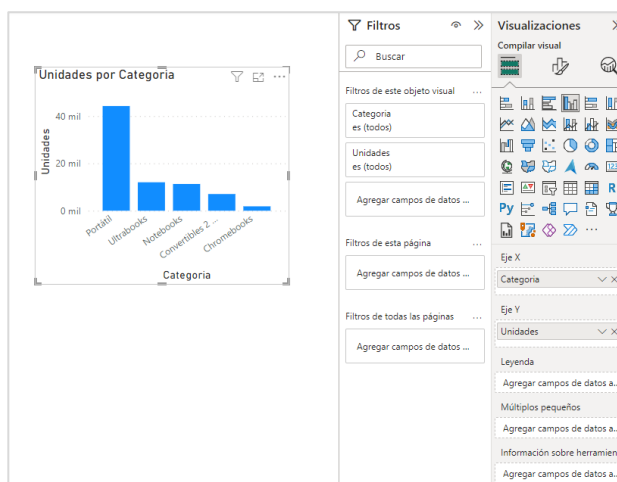 Unidades por Categoria
Unidades
40 mil
20 mil
0 mil
Portátil
Ultrabooks
Notebooks
Convertibles 2 ...
Chromebooks
Categoria
Filtros
Buscar
Filtros de este objeto visual ...
Categoria
es (todos)
Unidades
es (todos)
Agregar campos de datos ...
Filtros de esta página ...
Agregar campos de datos ...
Filtros de todas las páginas ...
Agregar campos de datos ...
Visualizaciones
Compilar visual
123
R
Py
...
Eje X
Categoria
Eje Y
Unidades
Leyenda
Agregar campos de datos a..
Múltiplos pequeños
Agregar campos de datos a..
Información sobre herramien
Agregar campos de datos a..